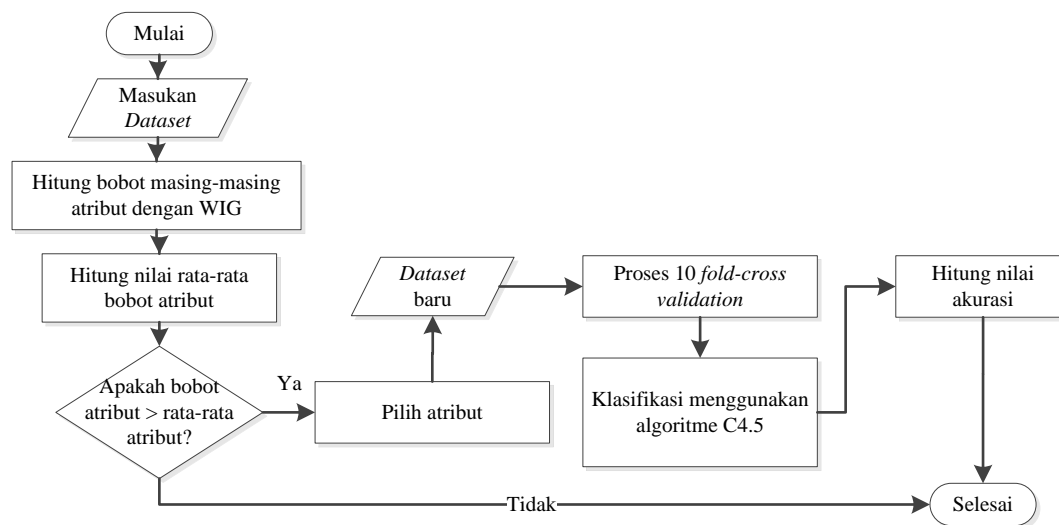 Mulai
Masukan
Dataset
Hitung bobot masing-masing
atribut dengan WIG
Hitung nilai rata-rata
bobot atribut
Apakah bobot
atribut > rata-rata
atribut?
Ya
Pilih atribut
Dataset
baru
Proses 10 fold-cross
validation
Klasifikasi menggunakan
algoritme C4.5
Hitung nilai
akurasi
Tidak
Selesai